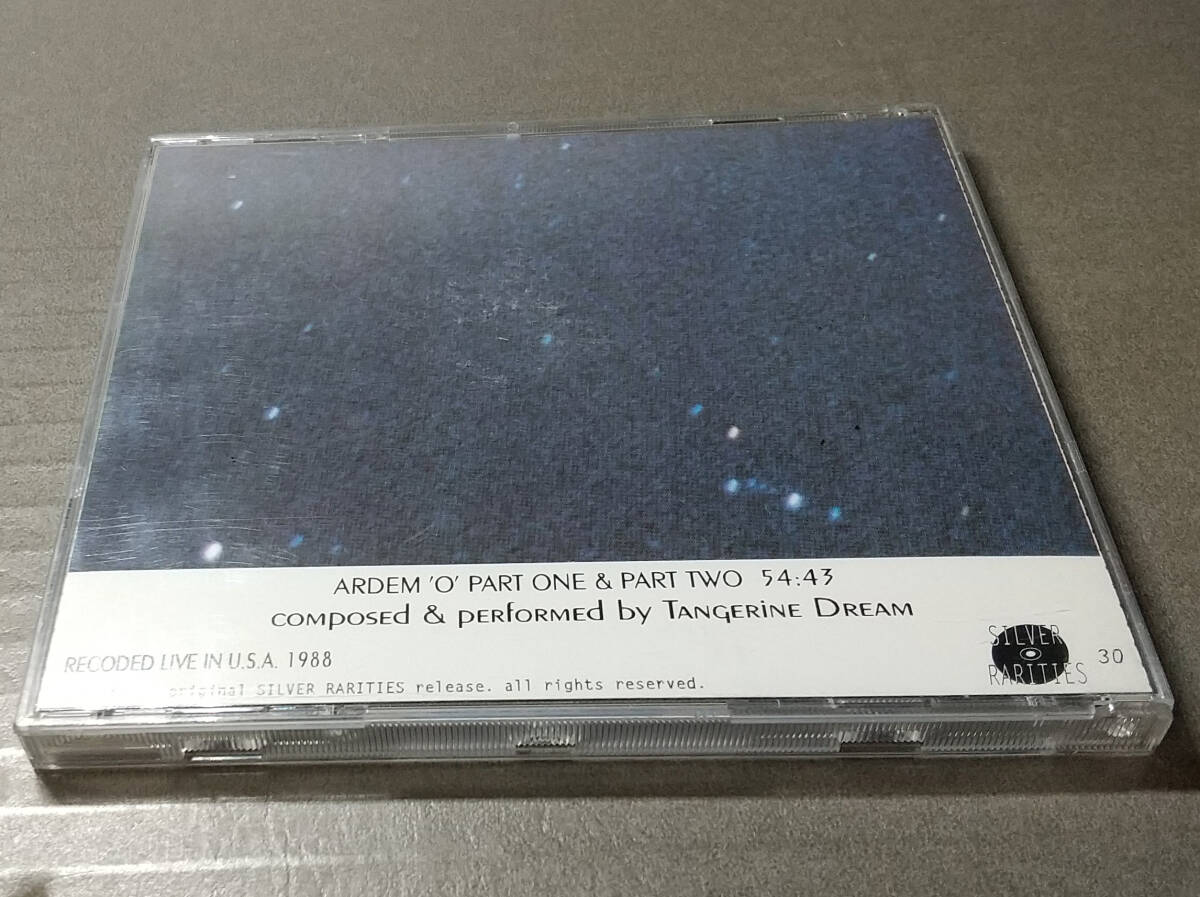 ARDEM 'O' PART ONE & PART TWO 54:43
composed & performed by Tangerine Dream
RECODED LIVE IN U.S.A. 1988
original SILVER RARITIES release. all rights reserved.
SILVER
RARITIES
30